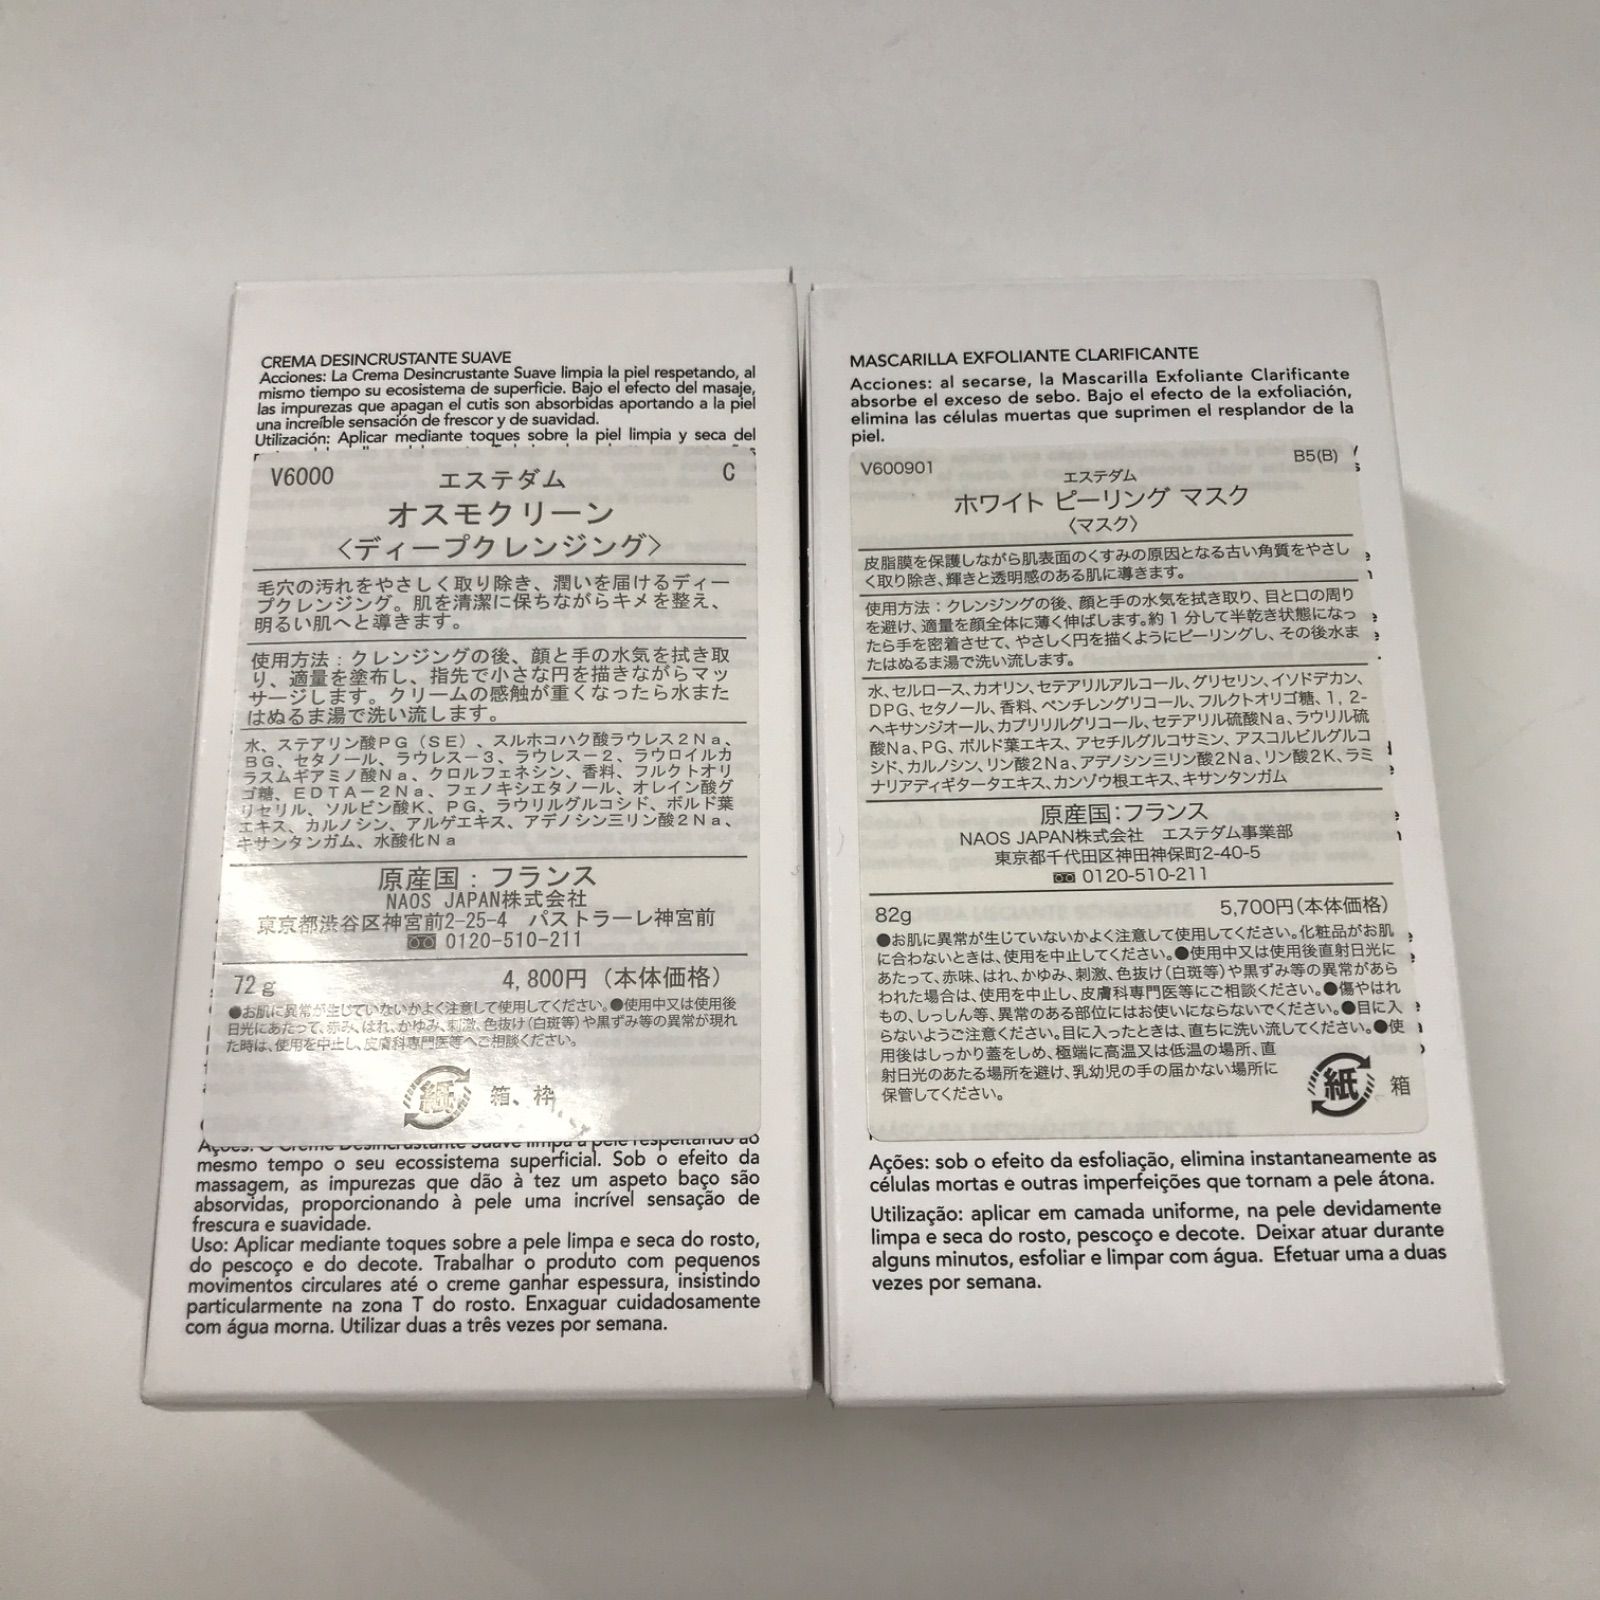 CREMA DESINCRUSTANTE SUAVE
Acciones: La Crema Desincrustante Suave limpia la piel respetando, al
mismo tiempo su ecosistema de superficie. Bajo el efecto del masaje,
las impurezas que apagan el cutis son absorbidas aportando a la piel
una increíble sensación de frescor y de suavidad.
Utilización: Aplicar mediante toques sobre la piel limpia y seca del
V6000 エステダム C
オスモクリーン
〈ディープクレンジング〉
毛穴の汚れをやさしく取り除き、潤いを届けるディー
プクレンジング。肌を清潔に保ちながらキメを整え、
明るい肌へと導きます。
使用方法：クレンジングの後、顔と手の水気を拭き取
り、適量を塗布し、指先で小さな円を描きながらマッ
サージします。クリームの感触が重くなったら水また
はぬるま湯で洗い流します。
水、ステアリン酸ＰＧ（ＳＥ）、スルホコハク酸ラウレス２Ｎａ、
ＢＧ、セタノール、ラウレス－３、ラウレス－２、ラウロイルカ
ラスムギアミノ酸Ｎａ、クロルフェネシン、香料、フルクトオリ
ゴ糖、ＥＤＴＡ－２Ｎａ、フェノキシエタノール、オレイン酸グ
リセリル、ソルビン酸Ｋ、ＰＧ、ラウリルグルコシド、ボルド葉
エキス、カルノシン、アルゲエキス、アデノシン三リン酸２Ｎａ、
キサンタンガム、水酸化Ｎａ
原産国：フランス
NAOS JAPAN株式会社
東京都渋谷区神宮前2-25-4 パストラーレ神宮前
0120-510-211
72ｇ 4,800円（本体価格）
●お肌に異常が生じていないかよく注意して使用してください。●使用中又は使用後
日光にあたって、赤み、はれ、かゆみ、刺激、色抜け（白斑等）や黒ずみ等の異常が現れ
た時は、使用を中止し、皮膚科専門医等へご相談ください。
紙 箱、枠
Ações: O Creme Desincrustante Suave limpa a pele respeitando ao
mesmo tempo o seu ecossistema superficial. Sob o efeito da
massagem, as impurezas que dão à tez um aspeto baço são
absorvidas, proporcionando à pele uma incrível sensação de
frescura e suavidade.
Uso: Aplicar mediante toques sobre a pele limpa e seca do rosto,
do pescoço e do decote. Trabalhar o produto com pequenos
movimentos circulares até o creme ganhar espessura, insistindo
particularmente na zona T do rosto. Enxaguar cuidadosamente
com água morna. Utilizar duas a três vezes por semana.
MASCARILLA EXFOLIANTE CLARIFICANTE
Acciones: al secarse, la Mascarilla Exfoliante Clarificante
absorbe el exceso de sebo. Bajo el efecto de la exfoliación,
elimina las células muertas que suprimen el resplandor de la
piel.
V600901 エステダム B5(B)
ホワイト ピーリング マスク
〈マスク〉
皮脂膜を保護しながら肌表面のくすみの原因となる古い角質をやさし
く取り除き、輝きと透明感のある肌に導きます。
使用方法：クレンジングの後、顔と手の水気を拭き取り、目と口の周り
を避け、適量を顔全体に薄く伸ばします。約１分して半乾き状態になっ
たら手を密着させて、やさしく円を描くようにピーリングし、その後水ま
たはぬるま湯で洗い流します。
水、セルロース、カオリン、セテアリルアルコール、グリセリン、イソドデカン、
DPG、セタノール、香料、ペンチレングリコール、フルクトオリゴ糖、1, 2-
ヘキサンジオール、カプリリルグリコール、セテアリル硫酸Na、ラウリル硫
酸Na、PG、ボルド葉エキス、アセチルグルコサミン、アスコルビルグルコ
シド、カルノシン、リン酸2Na、アデノシン三リン酸2Na、リン酸2K、ラミ
ナリアディギタータエキス、カンゾウ根エキス、キサンタンガム
原産国：フランス
NAOS JAPAN株式会社 エステダム事業部
東京都千代田区神田神保町2-40-5
0120-510-211
82g 5,700円（本体価格）
●お肌に異常が生じていないかよく注意して使用してください。化粧品がお肌
に合わないときは、使用を中止してください。●使用中又は使用後直射日光に
あたって、赤味、はれ、かゆみ、刺激、色抜け（白斑等）や黒ずみ等の異常があら
われた場合は、使用を中止し、皮膚科専門医等にご相談ください。●傷やはれ
もの、しっしん等、異常のある部位にはお使いにならないでください。●目に入
らないようご注意ください。目に入ったときは、直ちに洗い流してください。●使
用後はしっかり蓋をしめ、極端に高温又は低温の場所、直
射日光のあたる場所を避け、乳幼児の手の届かない場所に
保管してください。
紙 箱
Ações: sob o efeito da esfoliação, elimina instantaneamente as
células mortas e outras imperfeições que tornam a pele átona.
Utilização: aplicar em camada uniforme, na pele devidamente
limpa e seca do rosto, pescoço e decote. Deixar atuar durante
alguns minutos, esfoliar e limpar com água. Efetuar uma a duas
vezes por semana.